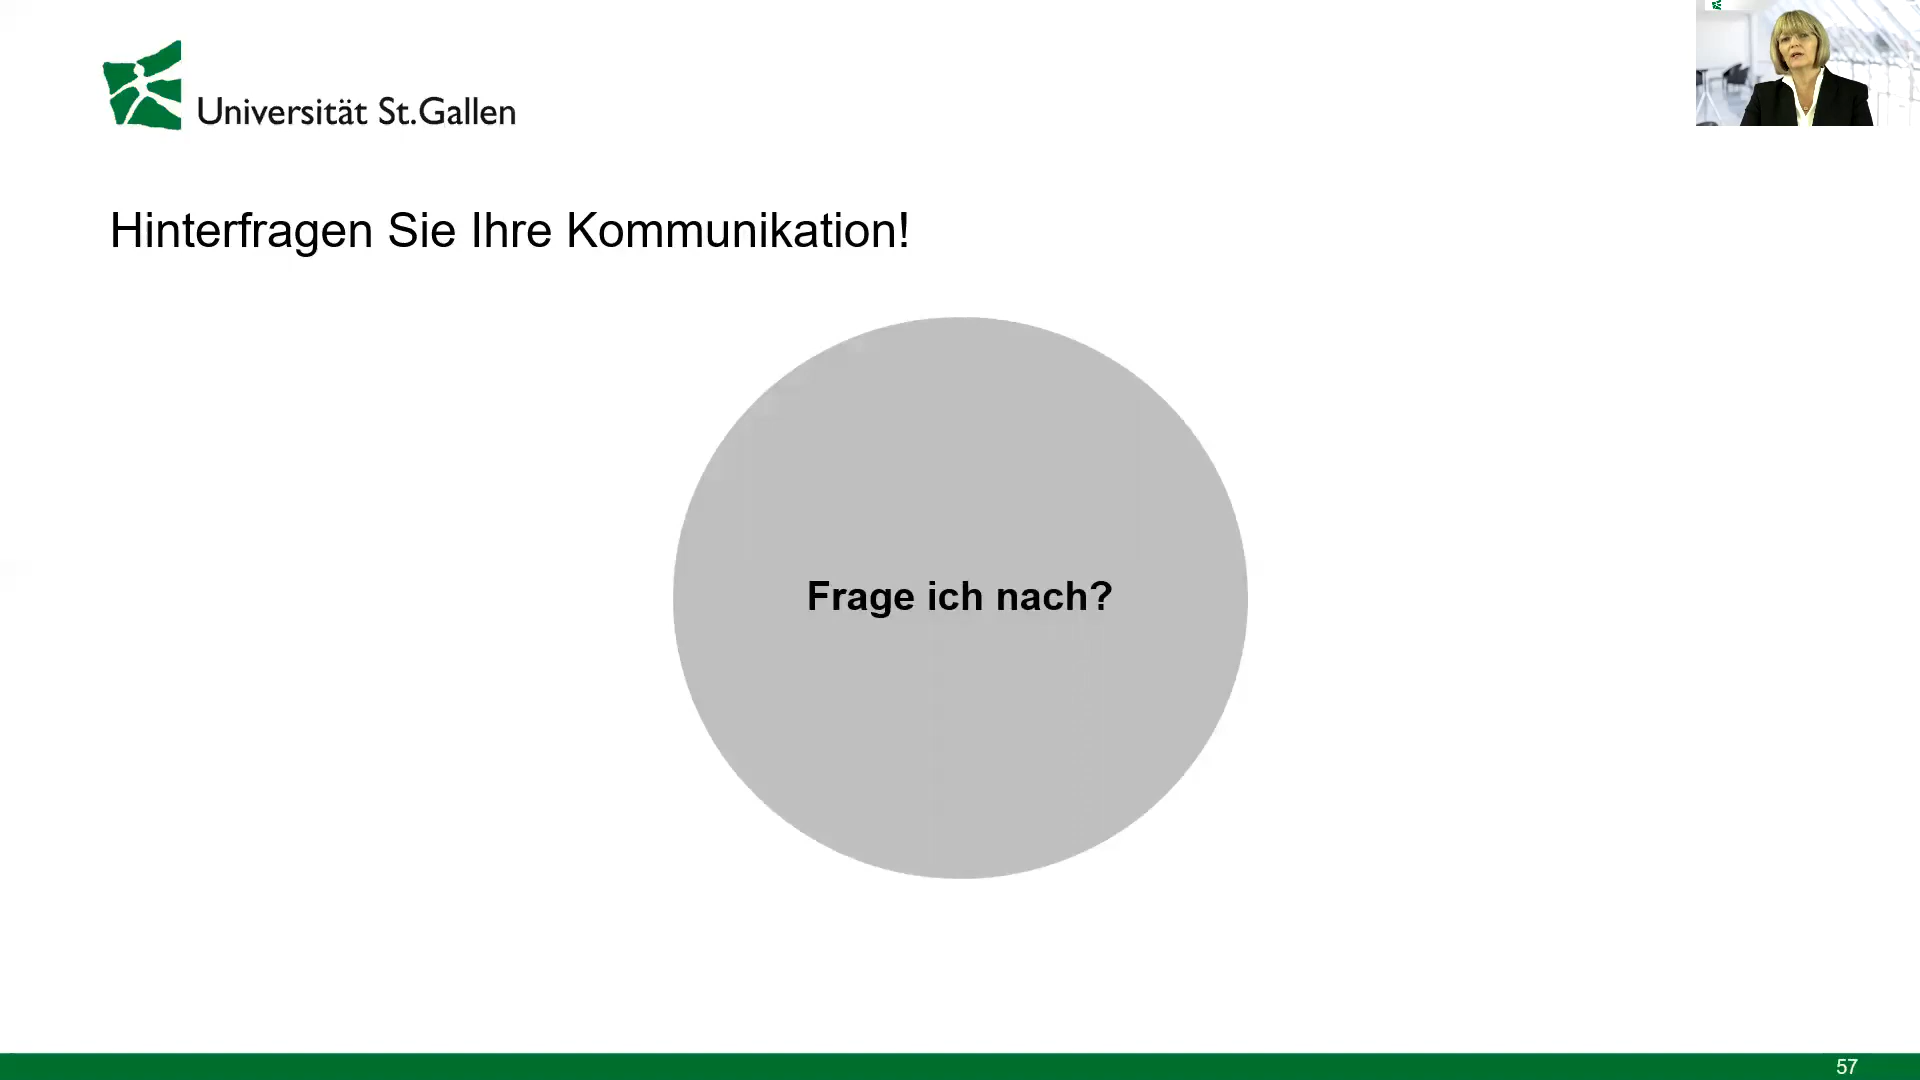 Universität St.Gallen
Hinterfragen Sie Ihre Kommunikation!
Frage ich nach?
57